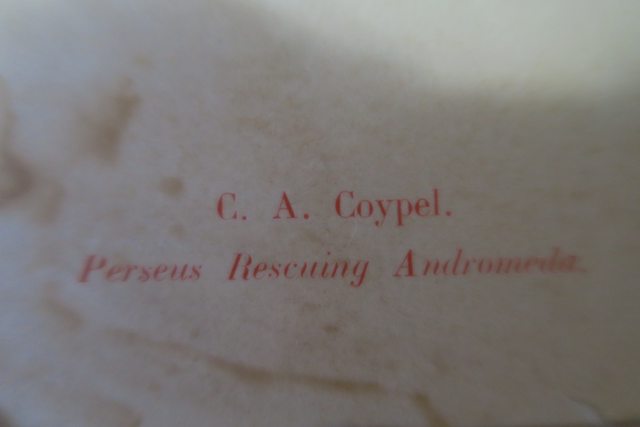 C. A. Coypel.
Perseus Rescuing Andromeda.